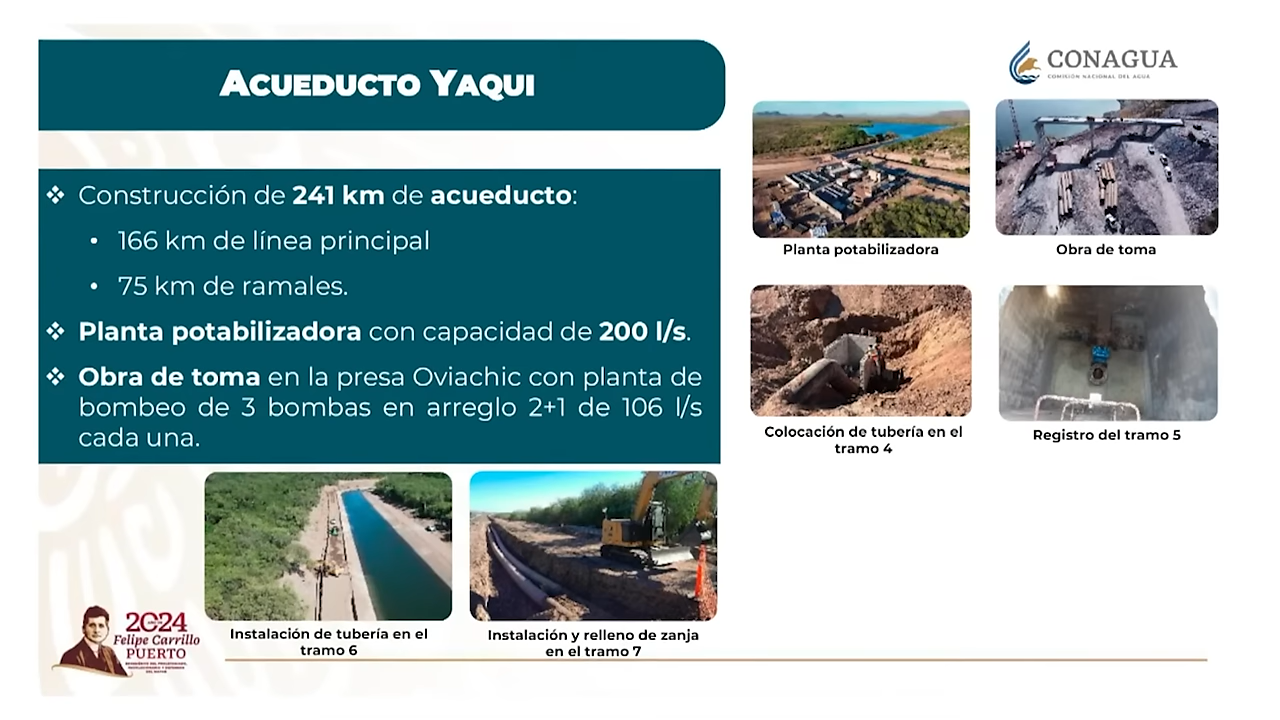 ACUEDUCTO YAQUI
CONAGUA
COMISIÓN NACIONAL DEL AGUA
❖ Construcción de 241 km de acueducto:
• 166 km de línea principal
• 75 km de ramales.
❖ Planta potabilizadora con capacidad de 200 l/s.
❖ Obra de toma en la presa Oviachic con planta de
bombeo de 3 bombas en arreglo 2+1 de 106 l/s
cada una.
Planta potabilizadora
Obra de toma
Colocación de tubería en el
tramo 4
Registro del tramo 5
Instalación de tubería en el
tramo 6
Instalación y relleno de zanja
en el tramo 7
2024
Felipe Carrillo
PUERTO